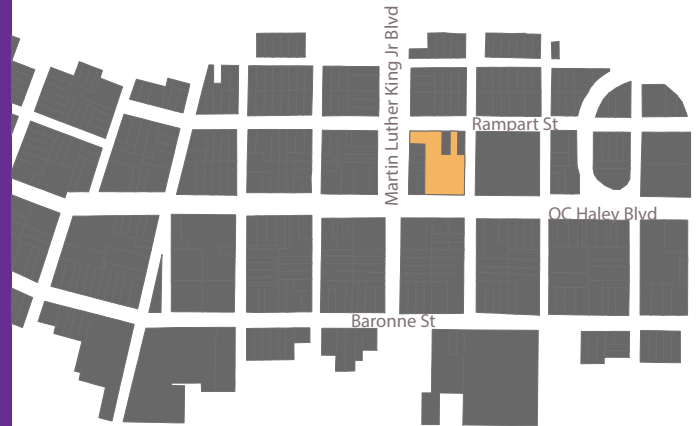 Martin Luther King Jr Blvd
Rampart St
OC Haley Blvd
Baronne St